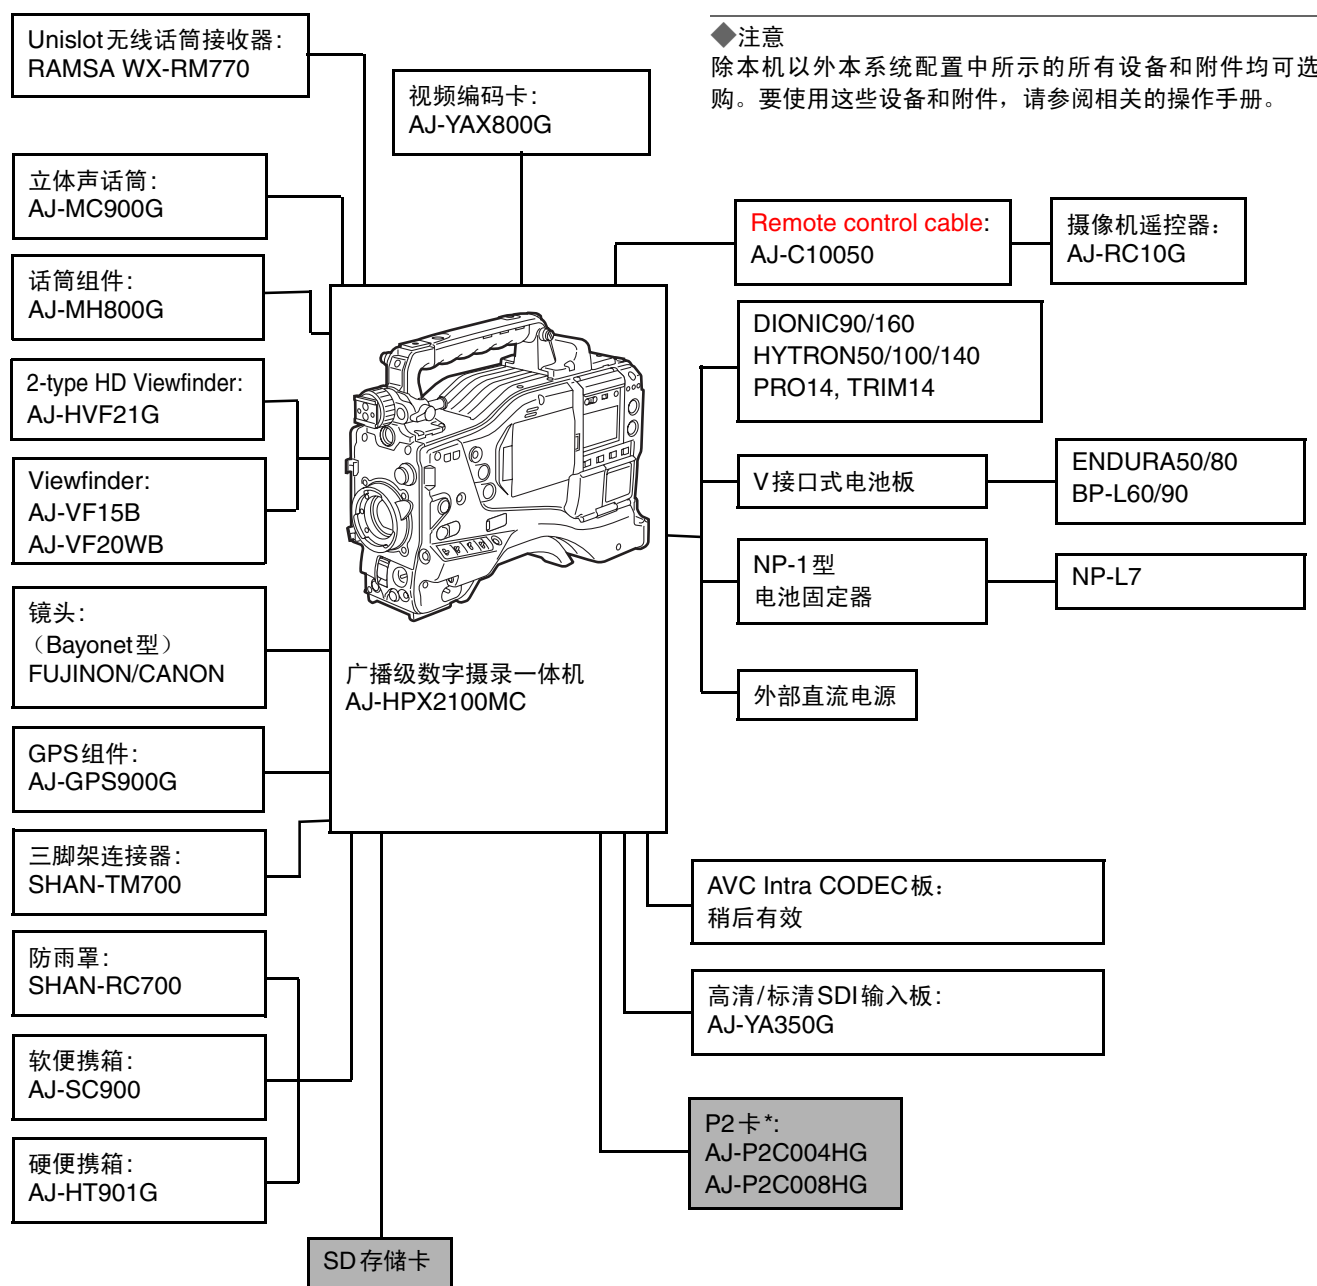 Unislot无线话筒接收器:
RAMSA WX-RM770
◆注意
除本机以外本系统配置中所示的所有设备和附件均可选
购。要使用这些设备和附件，请参阅相关的操作手册。
视频编码卡:
AJ-YAX800G
立体声话筒:
AJ-MC900G
Remote control cable:
AJ-C10050
摄像机遥控器:
AJ-RC10G
话筒组件:
AJ-MH800G
DIONIC90/160
HYTRON50/100/140
PRO14, TRIM14
2-type HD Viewfinder:
AJ-HVF21G
Viewfinder:
AJ-VF15B
AJ-VF20WB
V接口式电池板
ENDURA50/80
BP-L60/90
NP-1型
电池固定器
NP-L7
镜头:
（Bayonet型）
FUJINON/CANON
广播级数字摄录一体机
AJ-HPX2100MC
外部直流电源
GPS组件:
AJ-GPS900G
三脚架连接器:
SHAN-TM700
AVC Intra CODEC板:
稍后有效
防雨罩:
SHAN-RC700
高清/标清SDI输入板:
AJ-YA350G
软便携箱:
AJ-SC900
P2卡*:
AJ-P2C004HG
AJ-P2C008HG
硬便携箱:
AJ-HT901G
SD存储卡